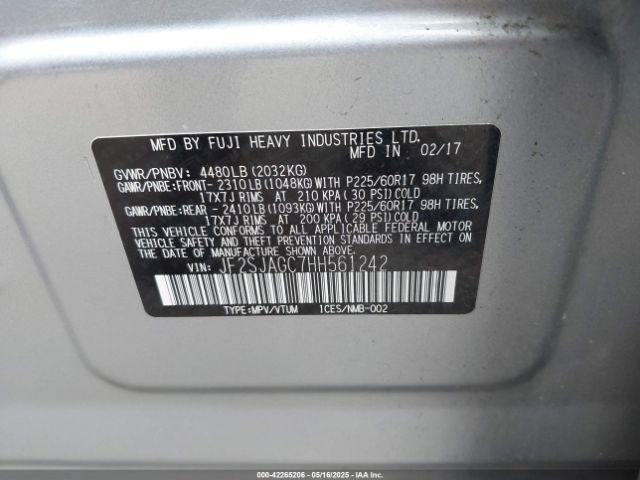 MFD BY FUJI HEAVY INDUSTRIES LTD.
MFD IN 02/17
GVWR/PNBV: 4480LB (2032KG)
GAWR/PNBE:FRONT- 2310LB(1048KG)WITH P225/60R17 98H TIRES,
17X7J RIMS AT 210 KPA (30 PSI)COLD
GAWR/PNBE:REAR - 2410LB(1093KG)WITH P225/60R17 98H TIRES,
17X7J RIMS AT 200 KPA (29 PSI)COLD
THIS VEHICLE CONFORMS TO ALL APPLICABLE FEDERAL MOTOR
VEHICLE SAFETY AND THEFT PREVENTION STANDARDS IN EFFECT ON
THE DATE OF MANUFACTURE SHOWN ABOVE.
VIN: JF2SJAGC7HH561242
TYPE:MPV/VTUM ICES/NMB-002
000-42265206 - 05/16/2025 - IAAI.COM